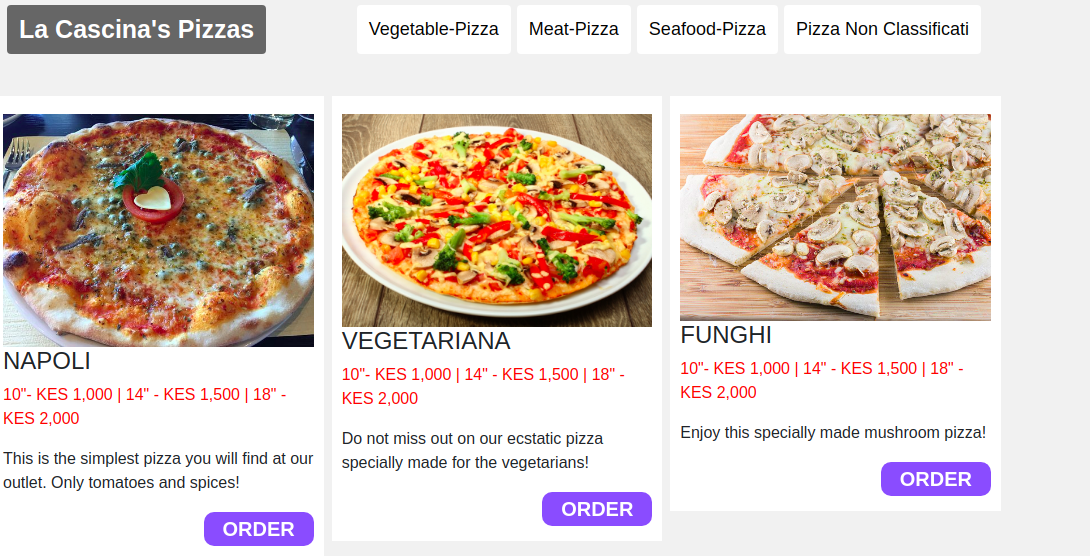 La Cascina's Pizzas
Vegetable-Pizza
Meat-Pizza
Seafood-Pizza
Pizza Non Classificati
NAPOLI
10"- KES 1,000 | 14" - KES 1,500 | 18" -
KES 2,000
This is the simplest pizza you will find at our
outlet. Only tomatoes and spices!
ORDER
VEGETARIANA
10"- KES 1,000 | 14" - KES 1,500 | 18" -
KES 2,000
Do not miss out on our ecstatic pizza
specially made for the vegetarians!
ORDER
FUNGHI
10"- KES 1,000 | 14" - KES 1,500 | 18" -
KES 2,000
Enjoy this specially made mushroom pizza!
ORDER